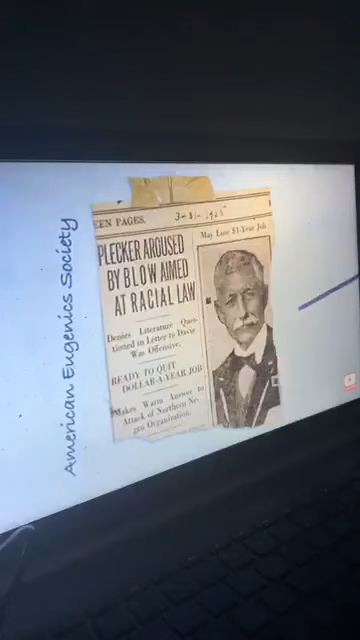 American Eugenics Society
EEN PAGES.
3-31-1925
May Lose $1-Year Job
PLECKER AROUSED
BY BLOW AIMED
AT RACIAL LAW
Denies Literature Ques-
tioned in Letter to Davis
Was Offensive.
READY TO QUIT
DOLLAR-A-YEAR JOB
Makes Warm Answer to
Attack of Northern Ne-
gro Organization.